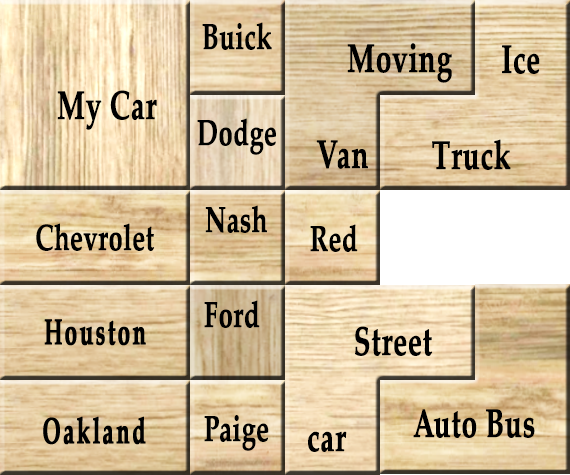 My Car
Buick
Dodge
Moving
Van
Ice
Truck
Chevrolet
Nash
Red
Houston
Ford
Street
car
Auto Bus
Oakland
Paige